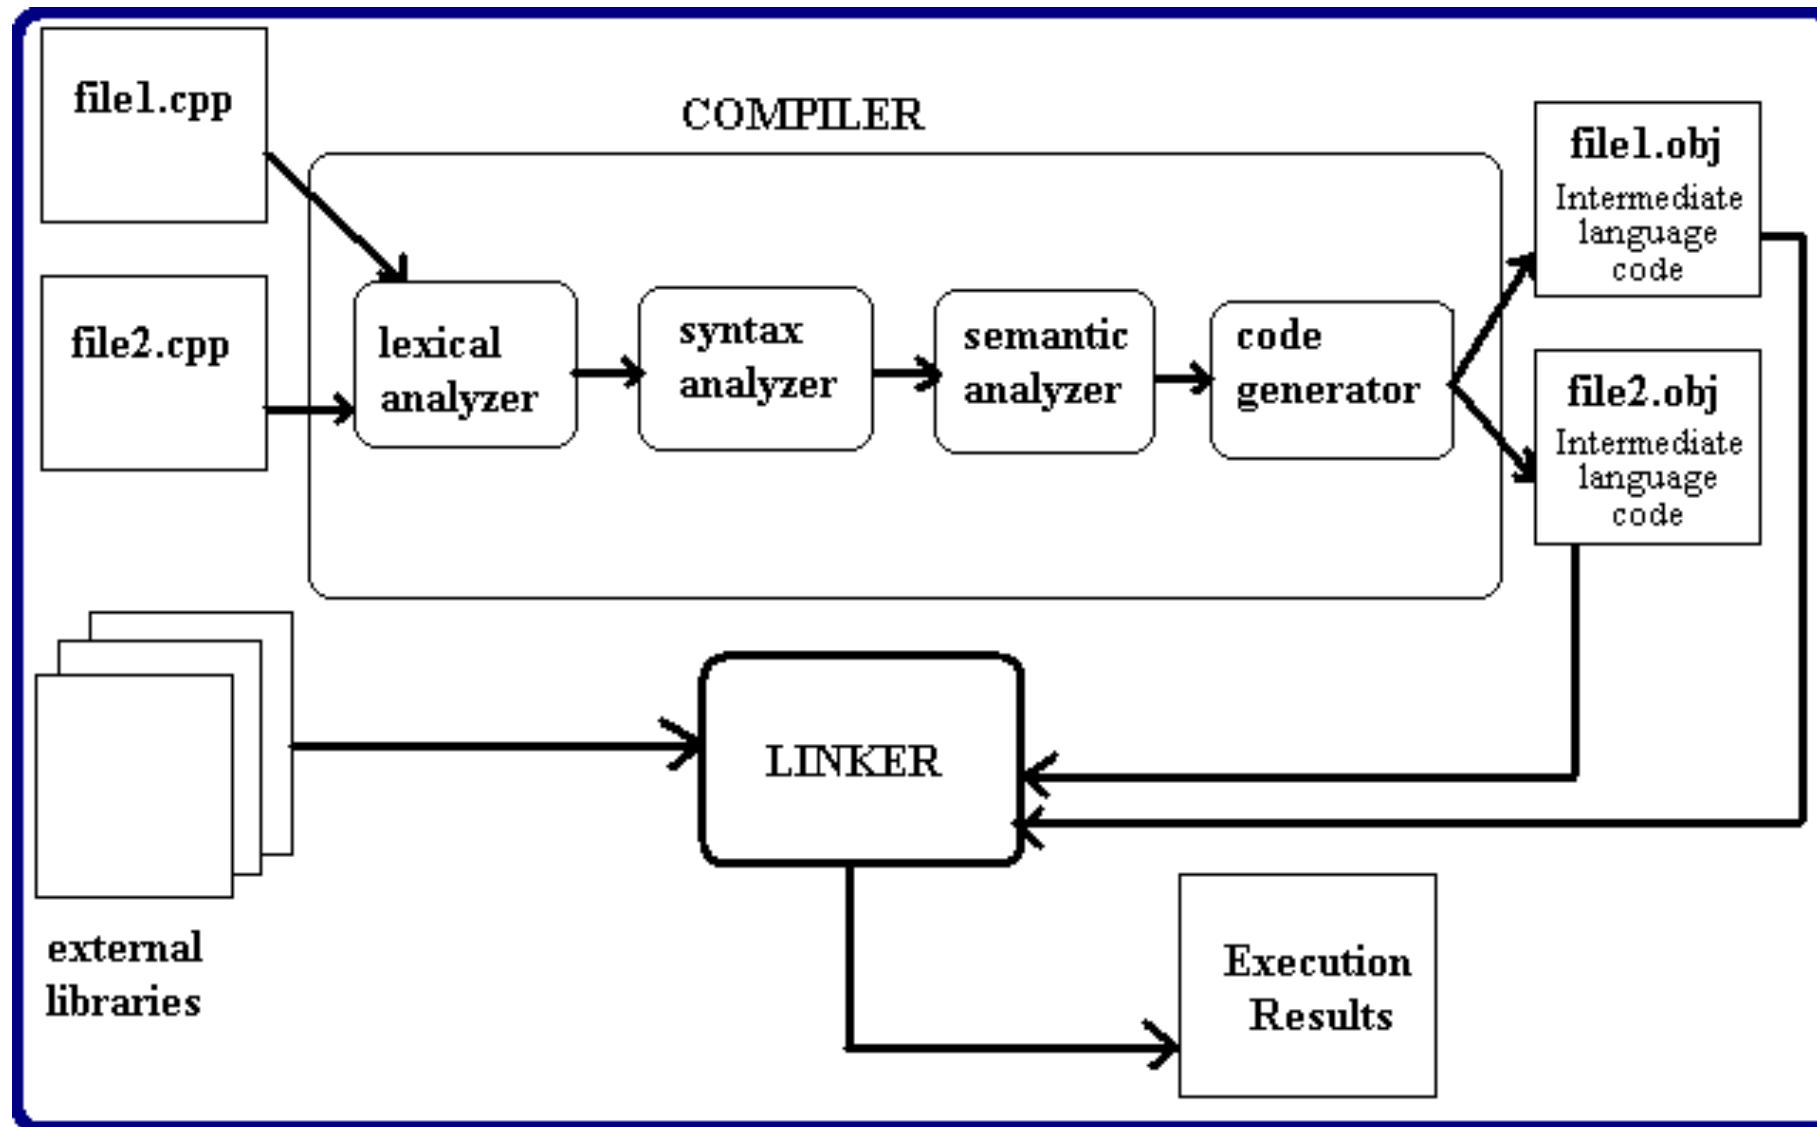 file1.cpp
COMPILER
file1.obj
Intermediate
language
code
file2.cpp
lexical
analyzer
syntax
analyzer
semantic
analyzer
code
generator
file2.obj
Intermediate
language
code
LINKER
external
libraries
Execution
Results